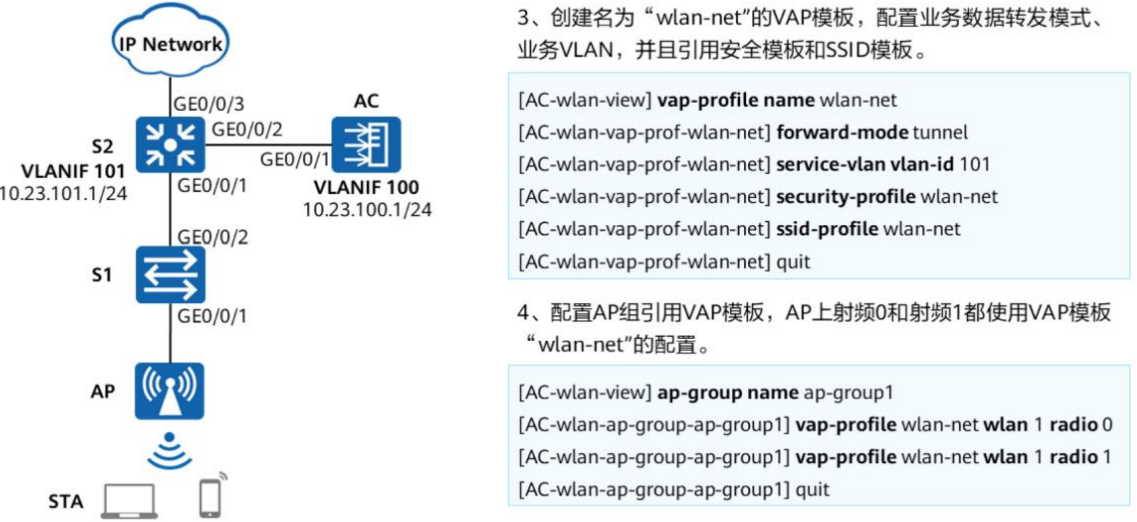 IP Network
GE0/0/3
AC
S2
GE0/0/2
GE0/0/1
VLANIF 101
10.23.101.1/24
GE0/0/1
VLANIF 100
10.23.100.1/24
GE0/0/2
S1
GE0/0/1
AP
STA
3、创建名为“wlan-net”的VAP模板，配置业务数据转发模式、
业务VLAN，并且引用安全模板和SSID模板。
[AC-wlan-view] vap-profile name wlan-net
[AC-wlan-vap-prof-wlan-net] forward-mode tunnel
[AC-wlan-vap-prof-wlan-net] service-vlan vlan-id 101
[AC-wlan-vap-prof-wlan-net] security-profile wlan-net
[AC-wlan-vap-prof-wlan-net] ssid-profile wlan-net
[AC-wlan-vap-prof-wlan-net] quit
4、配置AP组引用VAP模板，AP上射频0和射频1都使用VAP模板
“wlan-net”的配置。
[AC-wlan-view] ap-group name ap-group1
[AC-wlan-ap-group-ap-group1] vap-profile wlan-net wlan 1 radio 0
[AC-wlan-ap-group-ap-group1] vap-profile wlan-net wlan 1 radio 1
[AC-wlan-ap-group-ap-group1] quit